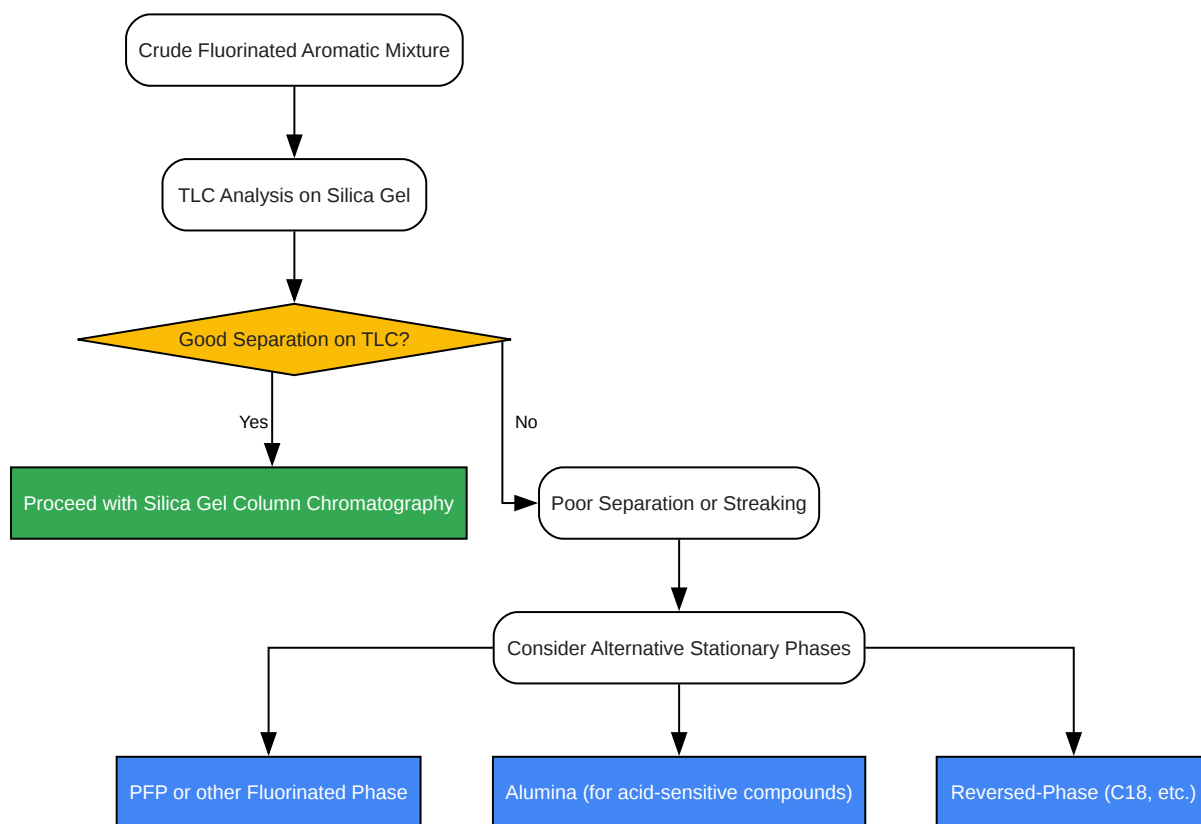 Crude Fluorinated Aromatic Mixture
TLC Analysis on Silica Gel
Good Separation on TLC?
Yes
No
Proceed with Silica Gel Column Chromatography
Poor Separation or Streaking
Consider Alternative Stationary Phases
PFP or other Fluorinated Phase
Alumina (for acid-sensitive compounds)
Reversed-Phase (C18, etc.)